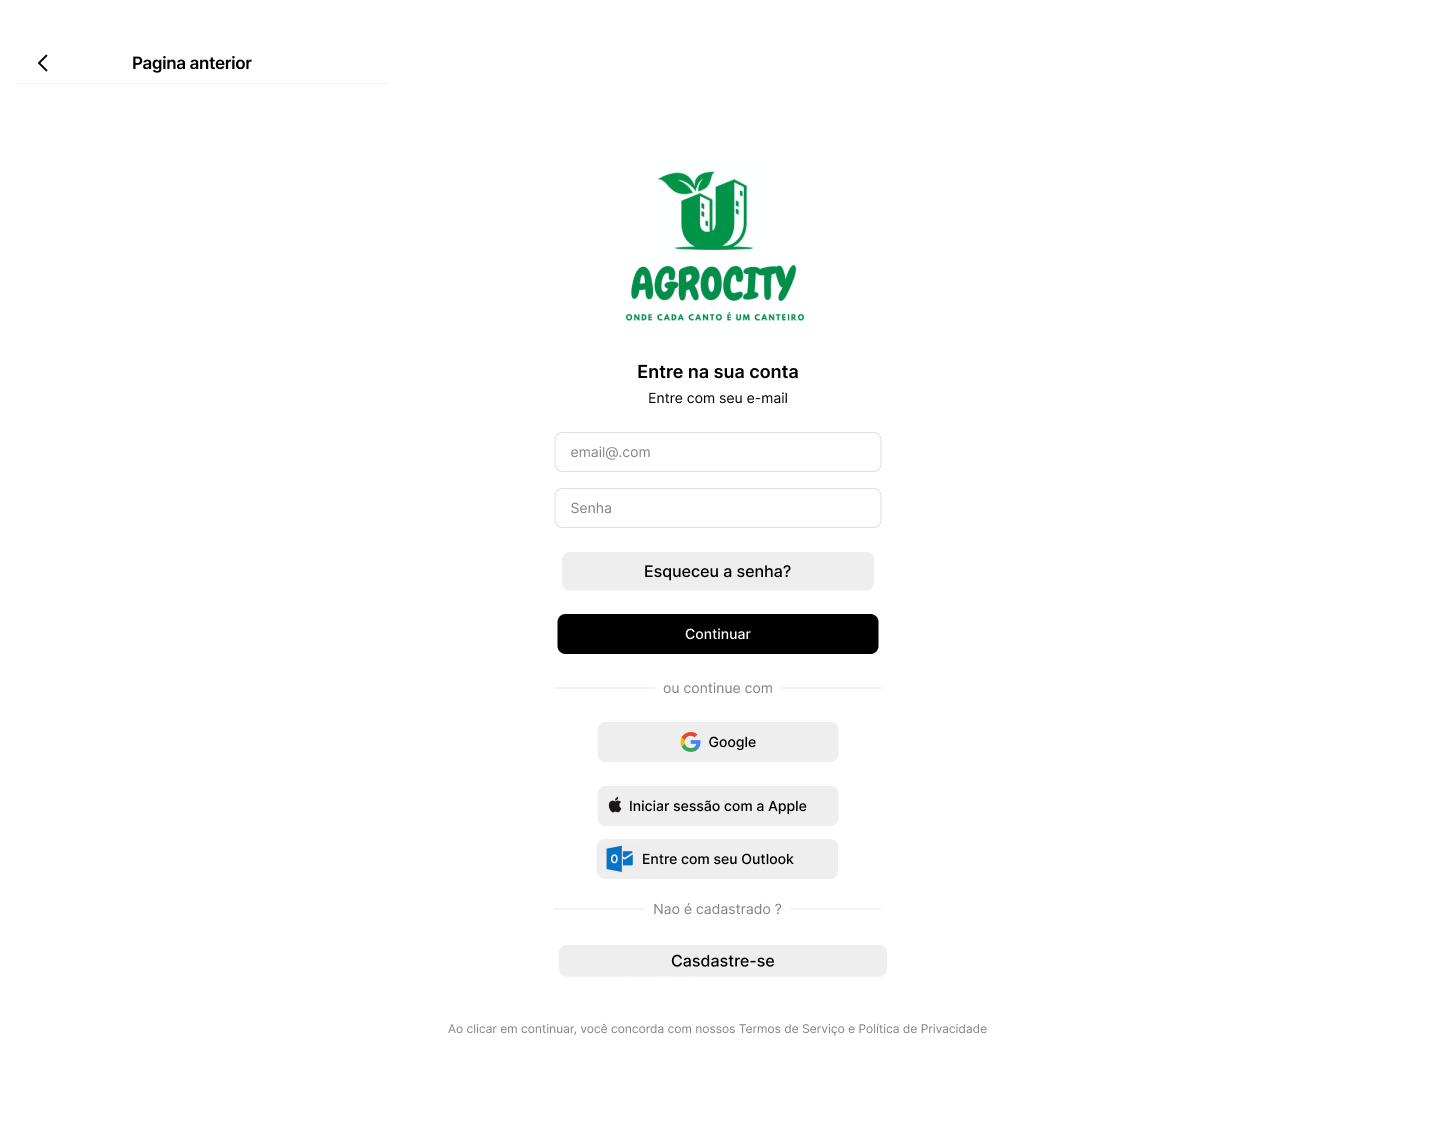 Pagina anterior
AGROCITY
ONDE CADA CANTO É UM CANTEIRO
Entre na sua conta
Entre com seu e-mail
email@.com
Senha
Esqueceu a senha?
Continuar
ou continue com
Google
Iniciar sessão com a Apple
Entre com seu Outlook
Nao é cadastrado ?
Casdastre-se
Ao clicar em continuar, você concorda com nossos Termos de Serviço e Política de Privacidade